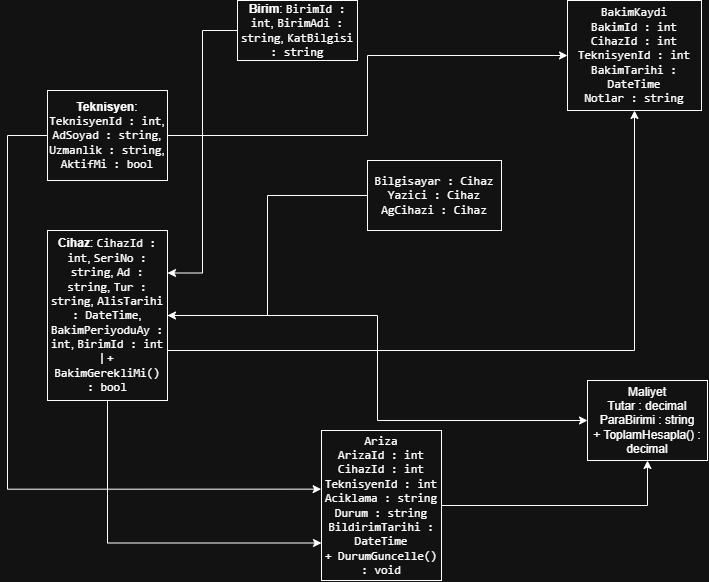 Birim: BirimId :
int, BirimAdi :
string, KatBilgisi
: string
BakimKaydi
BakimId : int
CihazId : int
TeknisyenId : int
BakimTarihi :
DateTime
Notlar : string
Teknisyen:
TeknisyenId : int,
AdSoyad : string,
Uzmanlik : string,
AktifMi : bool
Bilgisayar : Cihaz
Yazici : Cihaz
AgCihazi : Cihaz
Cihaz: CihazId :
int, SeriNo :
string, Ad :
string, Tur :
string, AlisTarihi
: DateTime,
BakimPeriyoduAy :
int, BirimId : int
|+
BakimGerekliMi()
: bool
Maliyet
Tutar : decimal
ParaBirimi : string
+ ToplamHesapla() :
decimal
Ariza
ArizaId : int
CihazId : int
TeknisyenId : int
Aciklama : string
Durum : string
BildirimTarihi :
DateTime
+ DurumGuncelle()
: void